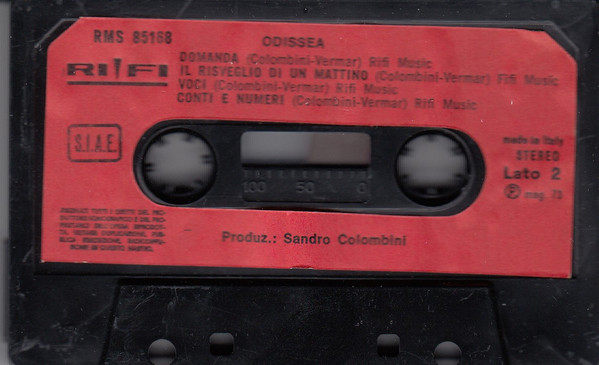 RMS 85168
ODISSEA
RI!FI
DOMANDA (Colombini-Vermar) Rifi Music
IL RISVEGLIO DI UN MATTINO (Colombini-Vermar) Fifi Music
VOCI (Colombini-Vermar) Rifi Music
CONTI E NUMERI (Colombini-Vermar) Rifi Music
S.I.A.E.
made in Italy
STEREO
Lato 2
Ⓟ mag. 73
100 50 0
Produz.: Sandro Colombini